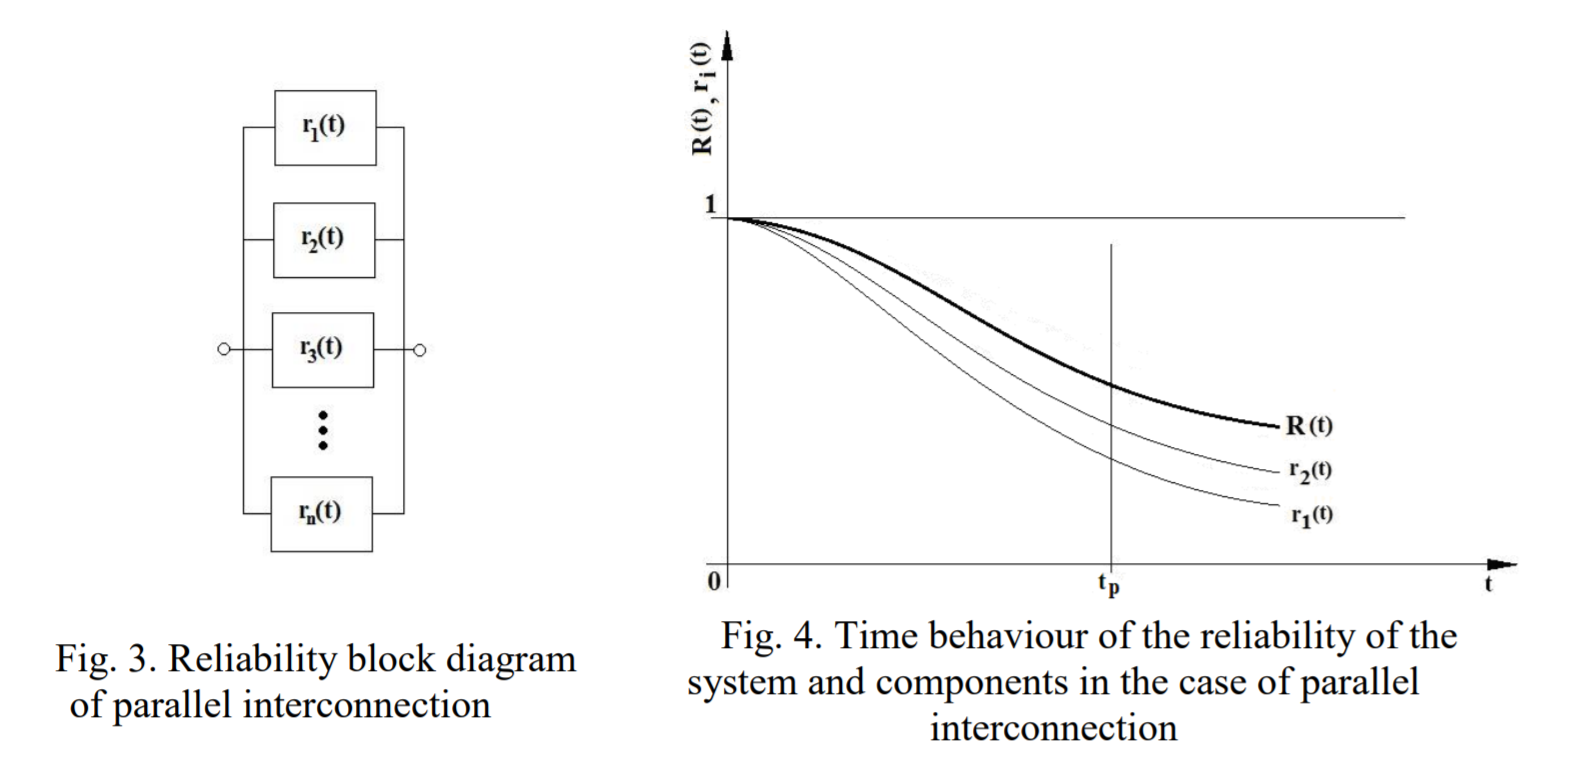 r1(t)
r2(t)
r3(t)
rn(t)
Fig. 3. Reliability block diagram
of parallel interconnection
R(t), ri(t)
1
R(t)
r2(t)
r1(t)
0
tp
t
Fig. 4. Time behaviour of the reliability of the
system and components in the case of parallel
interconnection